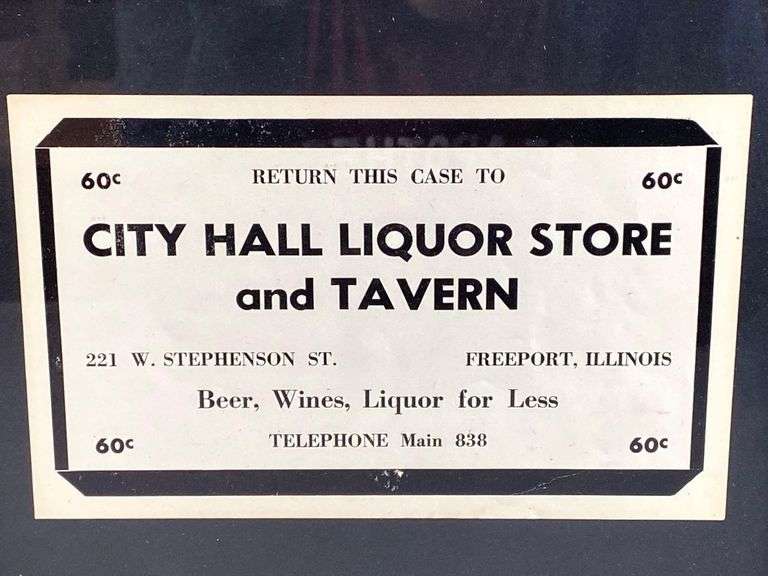 60¢ RETURN THIS CASE TO 60¢
CITY HALL LIQUOR STORE
and TAVERN
221 W. STEPHENSON ST. FREEPORT, ILLINOIS
Beer, Wines, Liquor for Less
60¢ TELEPHONE Main 838 60¢